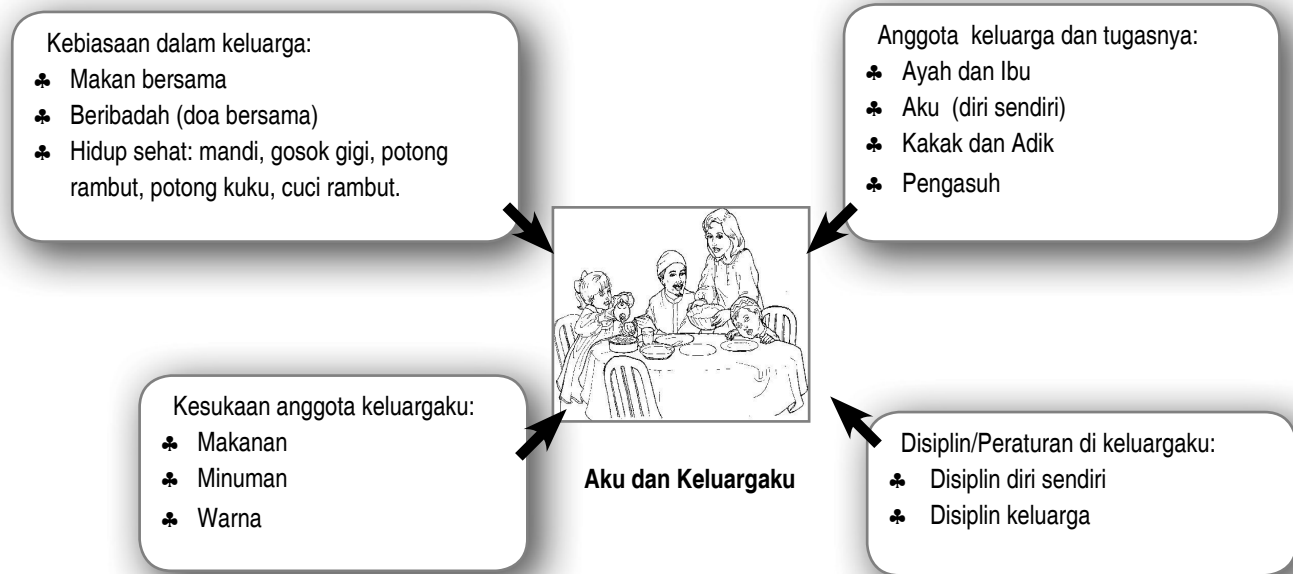 Kebiasaan dalam keluarga:
♣ Makan bersama
♣ Beribadah (doa bersama)
♣ Hidup sehat: mandi, gosok gigi, potong
rambut, potong kuku, cuci rambut.
Anggota keluarga dan tugasnya:
♣ Ayah dan Ibu
♣ Aku (diri sendiri)
♣ Kakak dan Adik
♣ Pengasuh
Kesukaan anggota keluargaku:
♣ Makanan
♣ Minuman
♣ Warna
Aku dan Keluargaku
Disiplin/Peraturan di keluargaku:
♣ Disiplin diri sendiri
♣ Disiplin keluarga